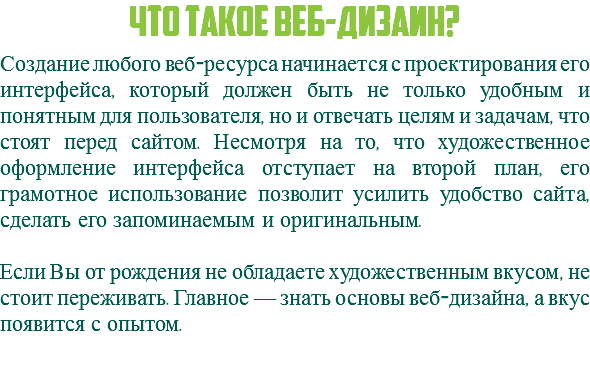 ЧТО ТАКОЕ ВЕБ-ДИЗАЙН?
Создание любого веб-ресурса начинается с проектирования его
интерфейса, который должен быть не только удобным и
понятным для пользователя, но и отвечать целям и задачам, что
стоят перед сайтом. Несмотря на то, что художественное
оформление интерфейса отступает на второй план, его
грамотное использование позволит усилить удобство сайта,
сделать его запоминаемым и оригинальным.
Если Вы от рождения не обладаете художественным вкусом, не
стоит переживать. Главное — знать основы веб-дизайна, а вкус
появится с опытом.